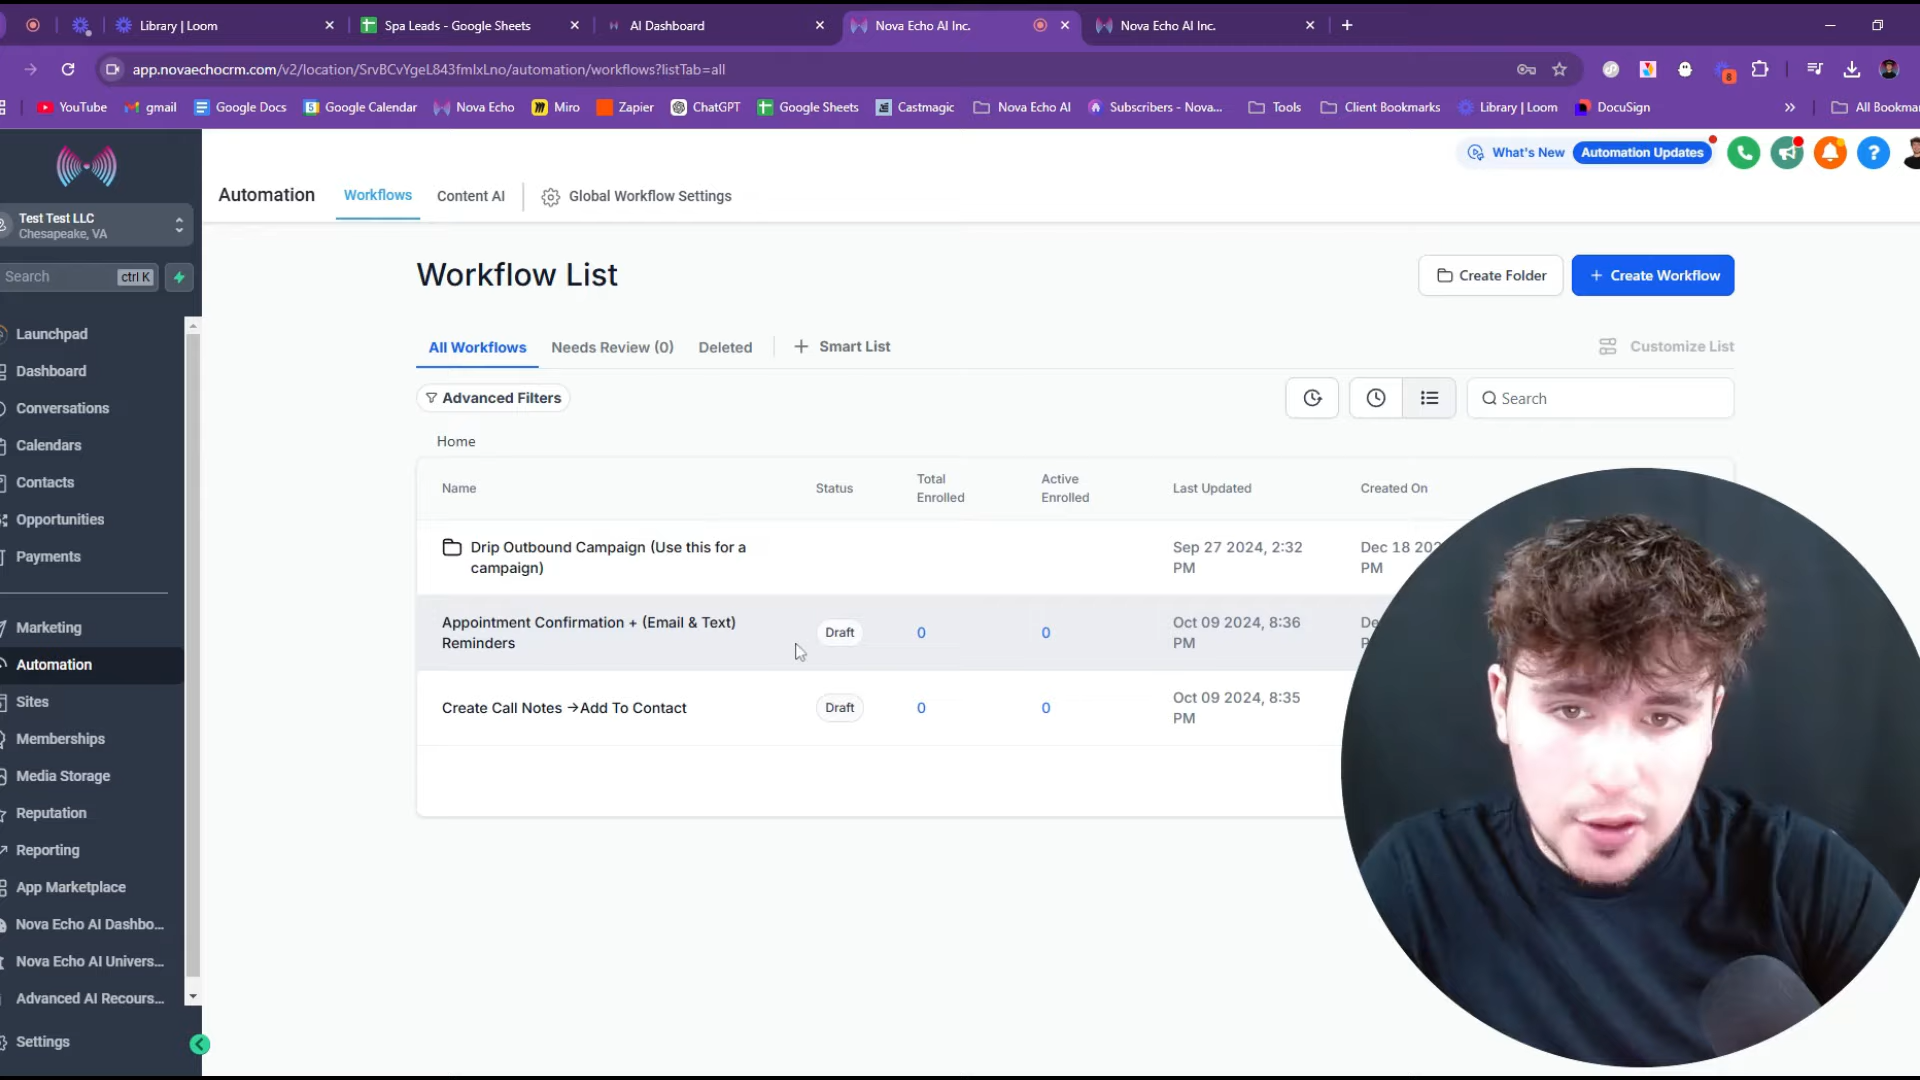 Library | Loom
Spa Leads - Google Sheets
AI Dashboard
Nova Echo AI Inc.
Nova Echo AI Inc.
app.novaechocrm.com/v2/location/SrvBCvYgeL843fmIxLno/automation/workflows?listTab=all
8
YouTube
gmail
Google Docs
Google Calendar
Nova Echo
Miro
Zapier
ChatGPT
Google Sheets
Castmagic
Nova Echo AI
Subscribers - Nova...
Tools
Client Bookmarks
Library | Loom
DocuSign
All Bookma
What's New
Automation Updates
Automation
Workflows
Content AI
Global Workflow Settings
Test Test LLC
Chesapeake, VA
Search
ctrl K
Launchpad
Dashboard
Conversations
Calendars
Contacts
Opportunities
Payments
Marketing
Automation
Sites
Memberships
Media Storage
Reputation
Reporting
App Marketplace
Nova Echo AI Dashbo...
Nova Echo AI Univers...
Advanced AI Recours...
Settings
Workflow List
Create Folder
+ Create Workflow
All Workflows
Needs Review (0)
Deleted
+ Smart List
Customize List
Advanced Filters
Search
Home
Name
Status
Total
Enrolled
Active
Enrolled
Last Updated
Created On
Drip Outbound Campaign (Use this for a
campaign)
Sep 27 2024, 2:32
PM
Dec 18 202
PM
Appointment Confirmation + (Email & Text)
Reminders
Draft
0
0
Oct 09 2024, 8:36
PM
De
Create Call Notes →Add To Contact
Draft
0
0
Oct 09 2024, 8:35
PM